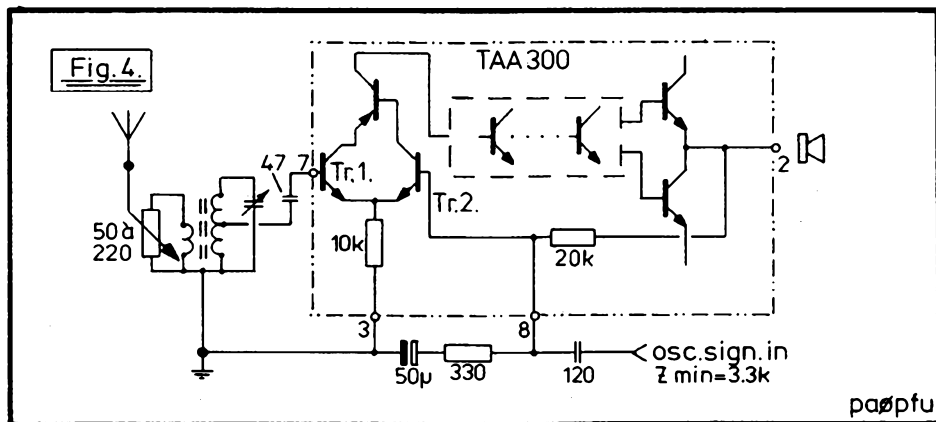 Fig. 4.
TAA 300
47
7
Tr.1.
Tr.2.
2
50 à
220
10k
20k
3
8
50µ
330
120
osc.sign.in
Z min=3.3k
paøpfu